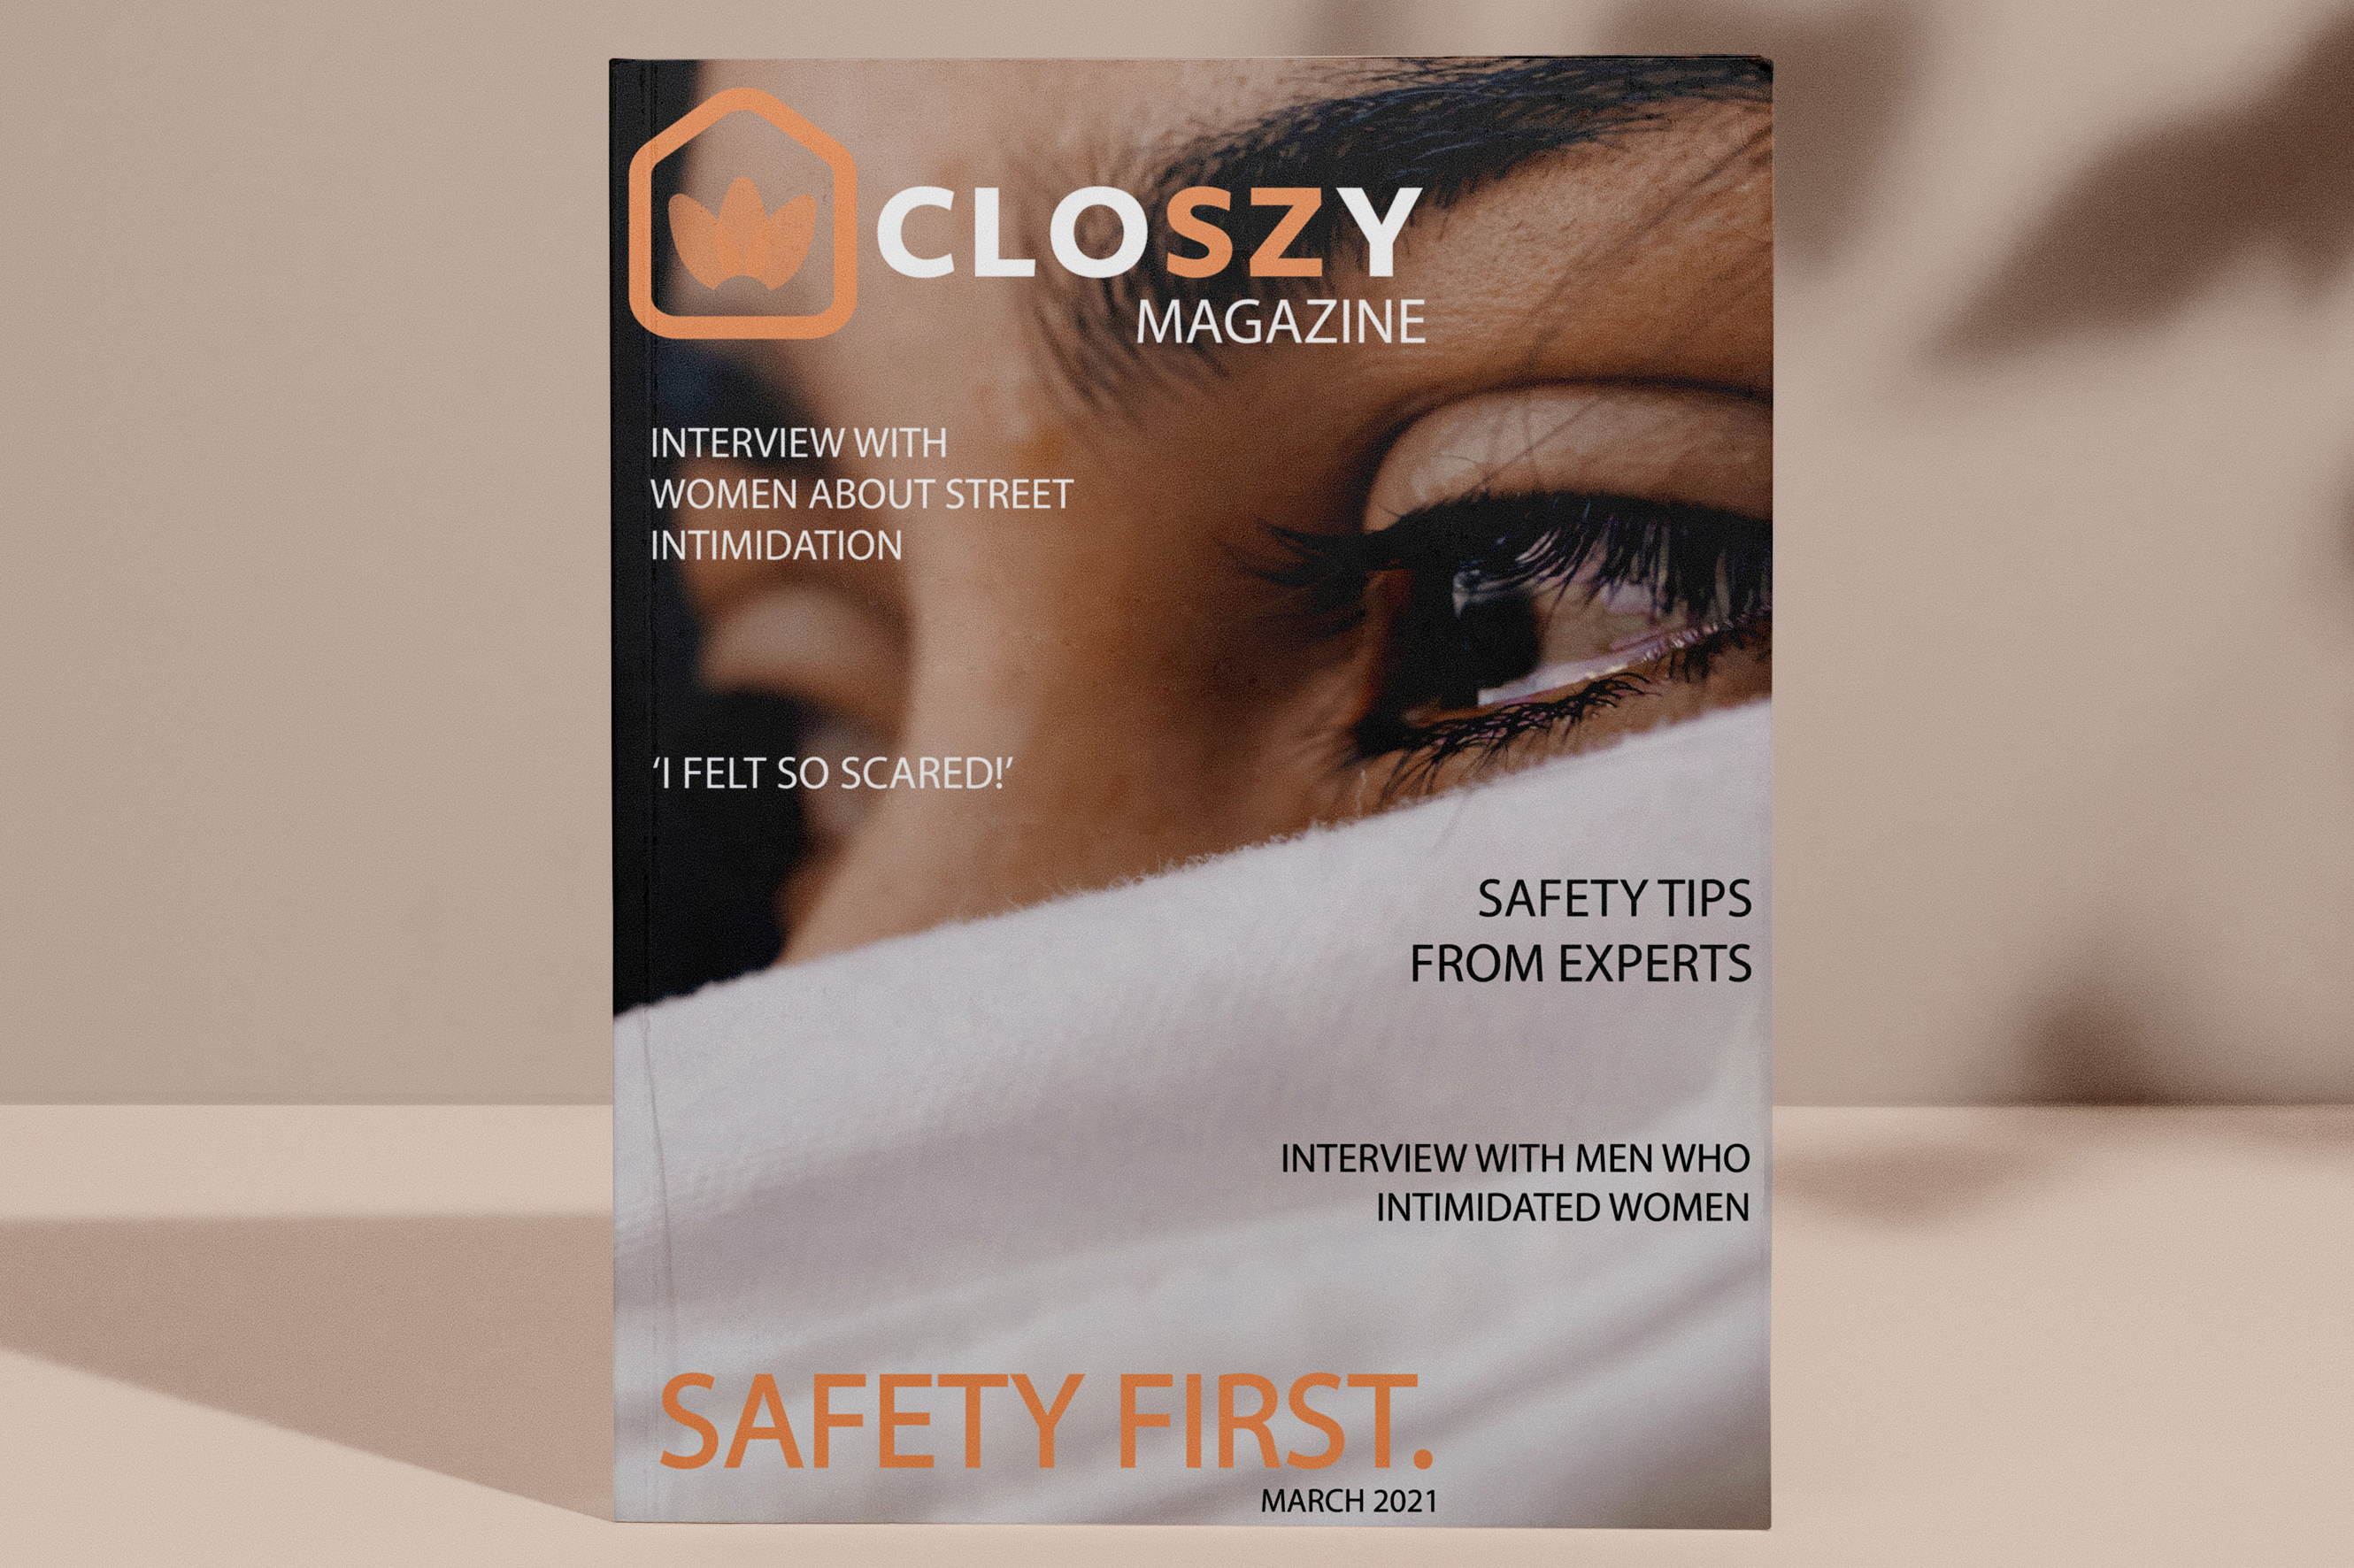 CLOSZY
MAGAZINE
INTERVIEW WITH
WOMEN ABOUT STREET
INTIMIDATION
‘I FELT SO SCARED!’
SAFETY TIPS
FROM EXPERTS
INTERVIEW WITH MEN WHO
INTIMIDATED WOMEN
SAFETY FIRST.
MARCH 2021